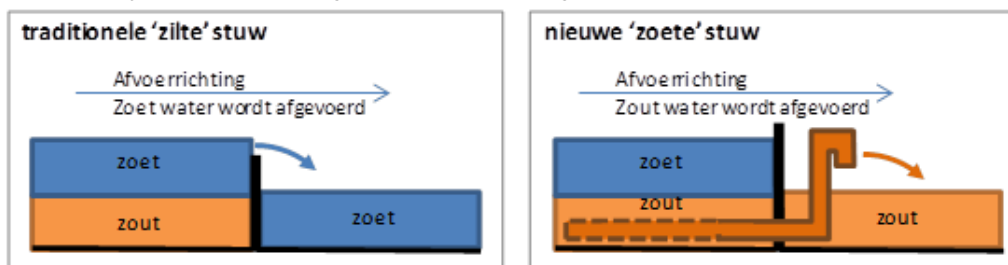 traditionele ‘zilte’ stuw
Afvoerrichting
Zoet water wordt afgevoerd
zoet
zout
zoet
nieuwe ‘zoete’ stuw
Afvoerrichting
Zout water wordt afgevoerd
zoet
zout
zout